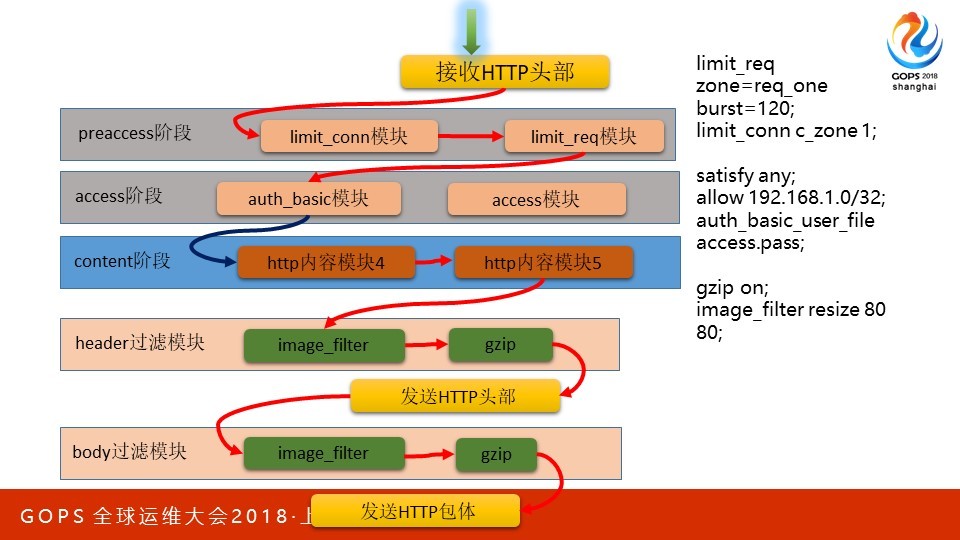 接收HTTP头部
preaccess阶段
limit_conn模块
limit_req模块
access阶段
auth_basic模块
access模块
content阶段
http内容模块4
http内容模块5
header过滤模块
image_filter
gzip
发送HTTP头部
body过滤模块
image_filter
gzip
发送HTTP包体
limit_req
zone=req_one
burst=120;
limit_conn c_zone 1;
satisfy any;
allow 192.168.1.0/32;
auth_basic_user_file
access.pass;
gzip on;
image_filter resize 80
80;
GOPS 2018
shanghai
GOPS 全球运维大会2018·上